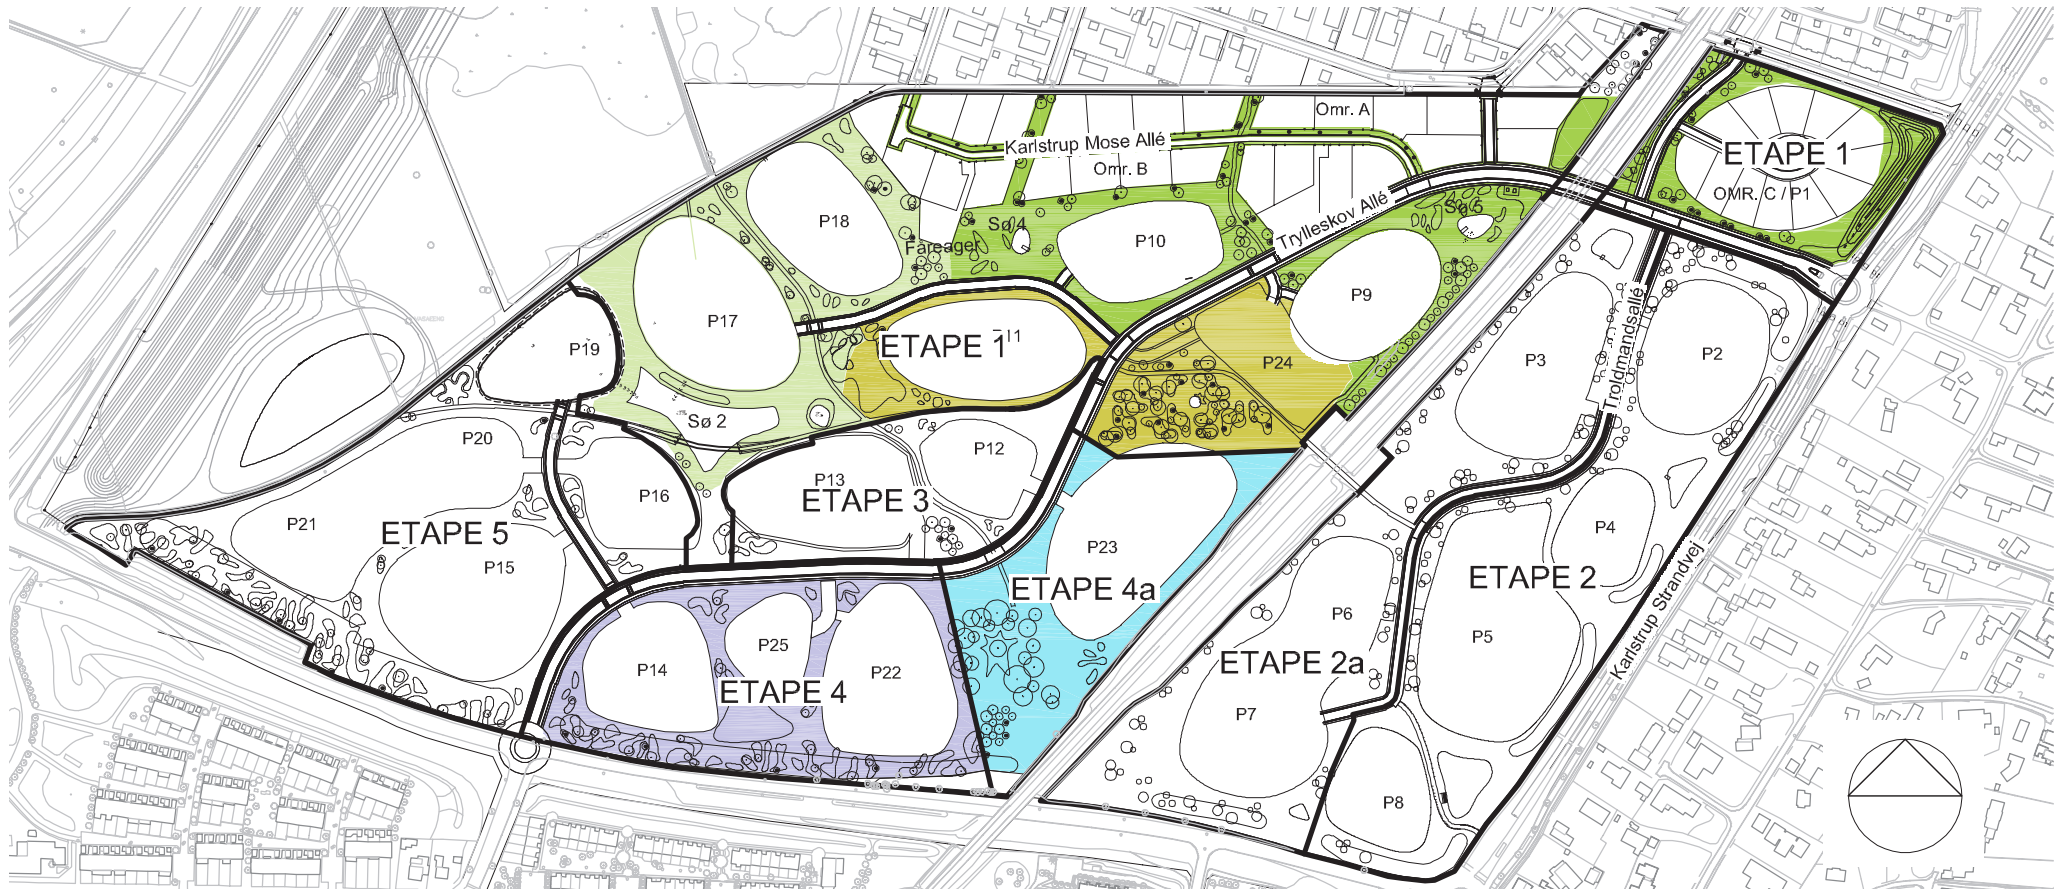 Omr. A
Karlstrup Mose Allé
Omr. B
ETAPE 1
OMR. C / P1
P18
Sø 4
Fåreager
P10
Trylleskov Allé
Sø 5
P9
P17
P19
ETAPE 1
P24
P3
Troldmandsallé
P2
Sø 2
P20
P12
P13
P16
ETAPE 3
P21
ETAPE 5
P15
P23
ETAPE 4a
P4
ETAPE 2
Karlstrup Strandvej
P6
P5
P14
P25
P22
ETAPE 4
ETAPE 2a
P7
P8